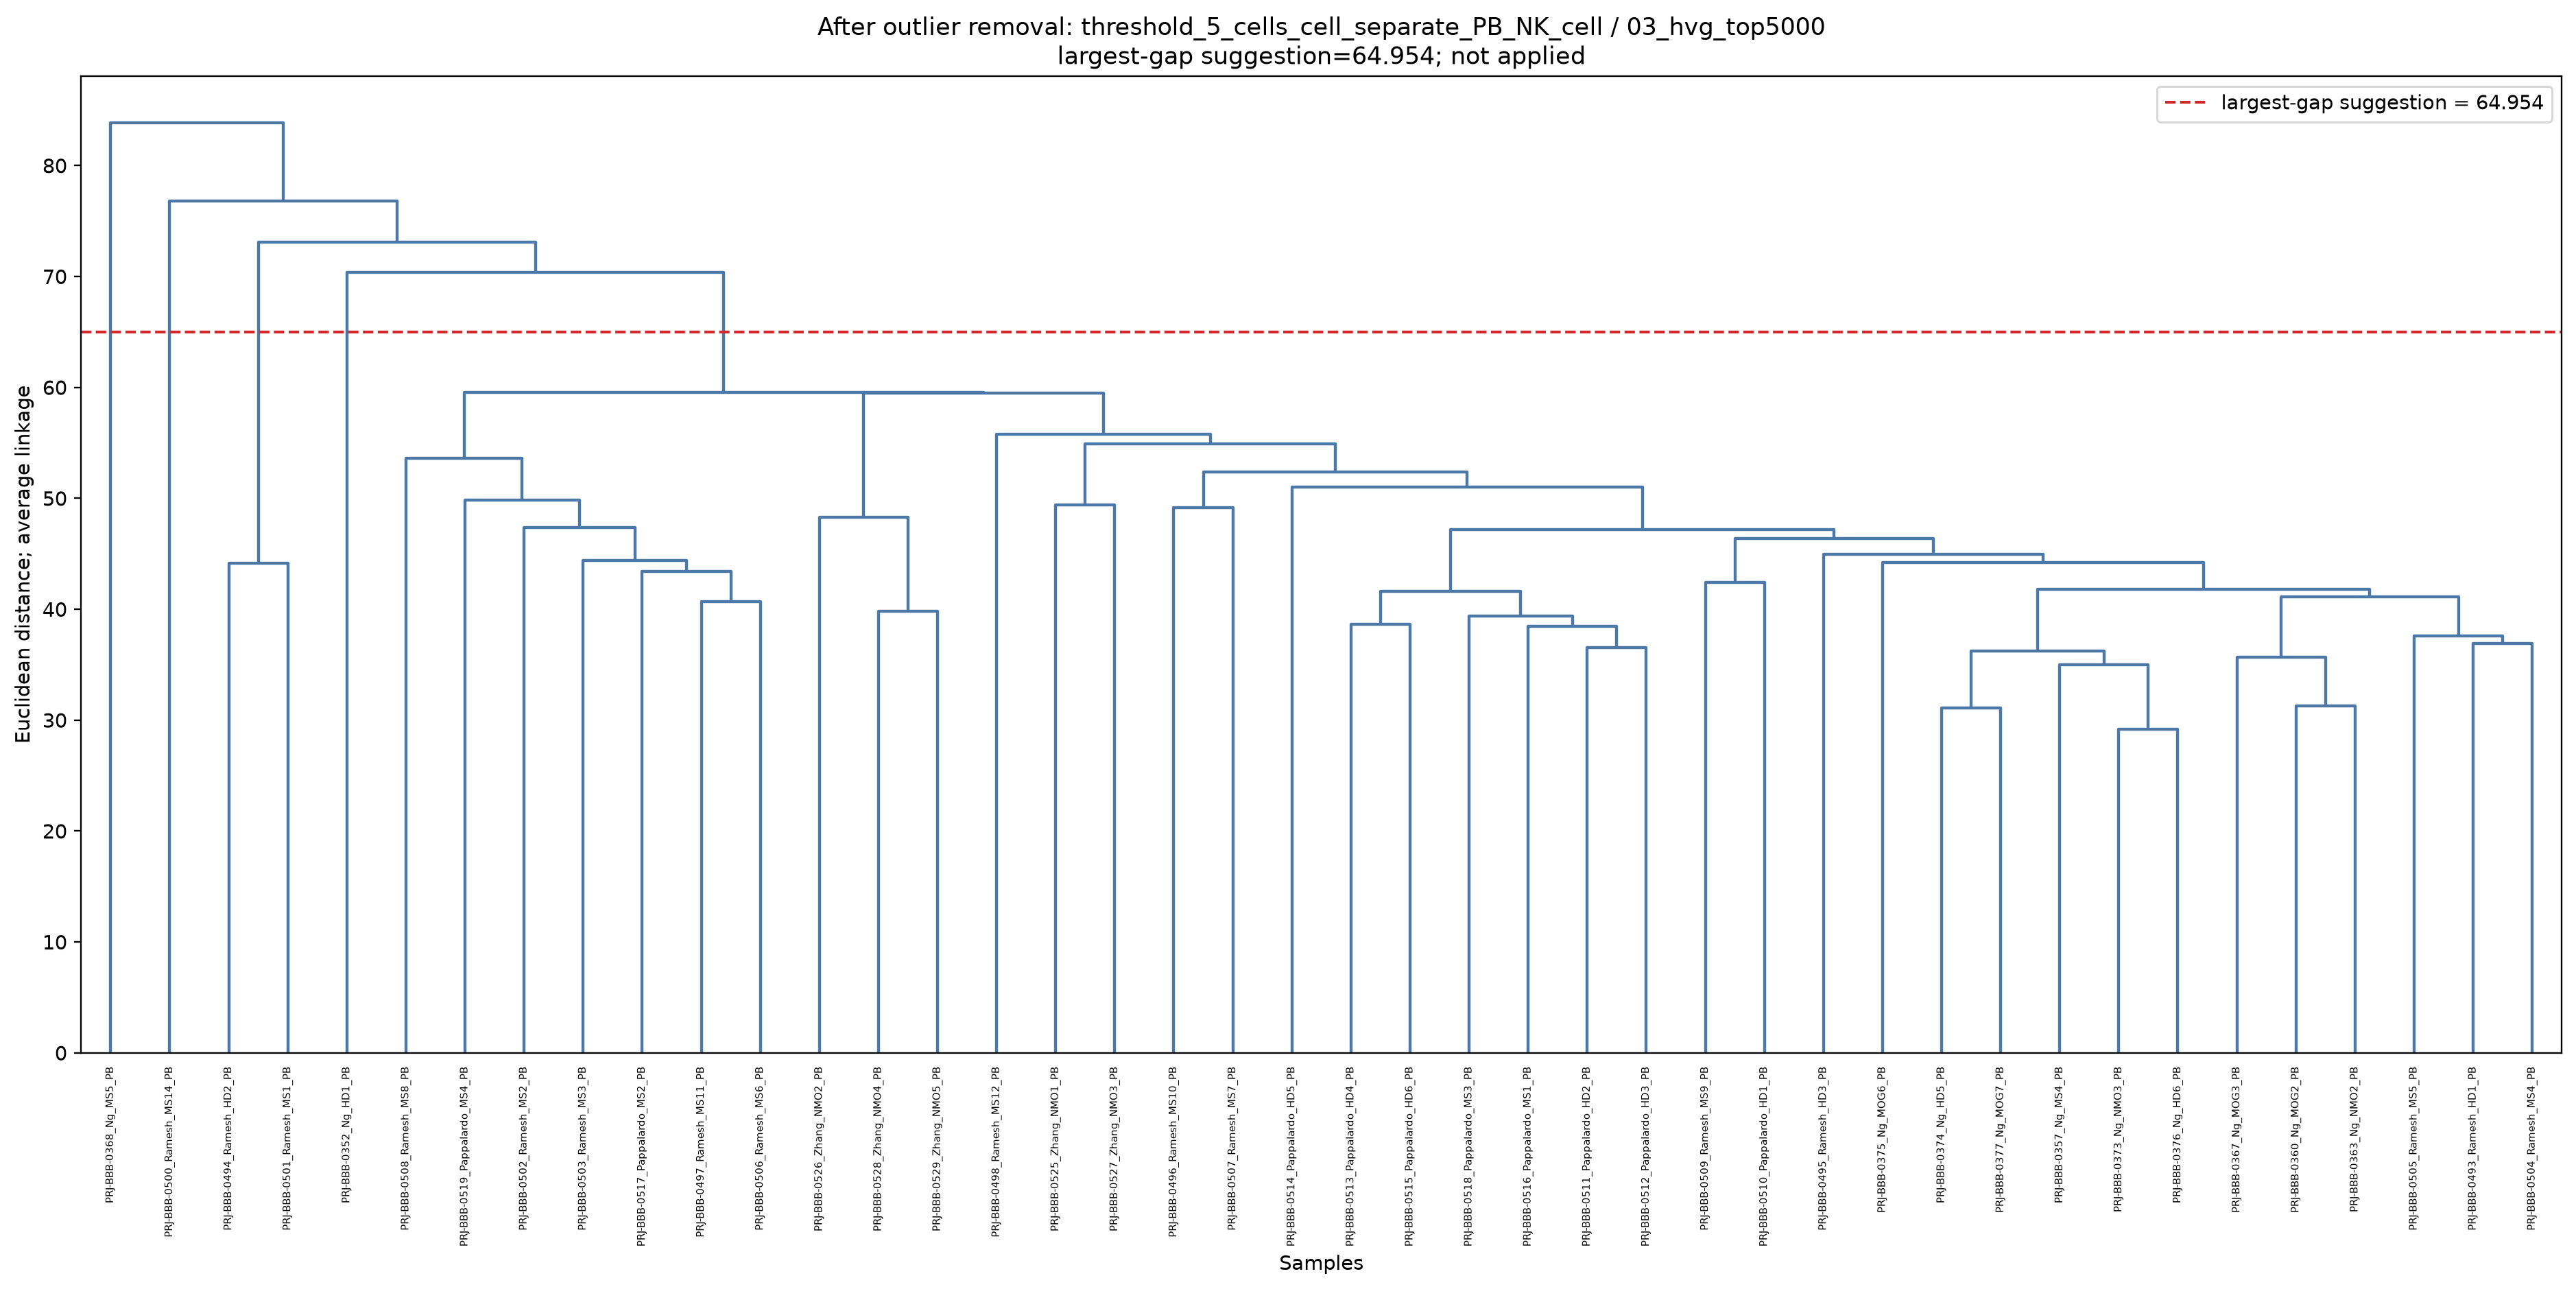 After outlier removal: threshold_5_cells_cell_separate_PB_NK_cell / 03_hvg_top5000
largest-gap suggestion=64.954; not applied
largest-gap suggestion = 64.954
Euclidean distance; average linkage
80
70
60
50
40
30
20
10
0
PRJ-BBB-0368_Ng_MS5_PB
PRJ-BBB-0500_Ramesh_MS14_PB
PRJ-BBB-0494_Ramesh_HD2_PB
PRJ-BBB-0501_Ramesh_MS1_PB
PRJ-BBB-0352_Ng_HD1_PB
PRJ-BBB-0508_Ramesh_MS8_PB
PRJ-BBB-0519_Pappalardo_MS4_PB
PRJ-BBB-0502_Ramesh_MS2_PB
PRJ-BBB-0503_Ramesh_MS3_PB
PRJ-BBB-0517_Pappalardo_MS2_PB
PRJ-BBB-0497_Ramesh_MS11_PB
PRJ-BBB-0506_Ramesh_MS6_PB
PRJ-BBB-0526_Zhang_NMO2_PB
PRJ-BBB-0528_Zhang_NMO4_PB
PRJ-BBB-0529_Zhang_NMO5_PB
PRJ-BBB-0498_Ramesh_MS12_PB
PRJ-BBB-0525_Zhang_NMO1_PB
PRJ-BBB-0527_Zhang_NMO3_PB
PRJ-BBB-0496_Ramesh_MS10_PB
PRJ-BBB-0507_Ramesh_MS7_PB
PRJ-BBB-0514_Pappalardo_HD5_PB
PRJ-BBB-0513_Pappalardo_HD4_PB
PRJ-BBB-0515_Pappalardo_HD6_PB
PRJ-BBB-0518_Pappalardo_MS3_PB
PRJ-BBB-0516_Pappalardo_MS1_PB
PRJ-BBB-0511_Pappalardo_HD2_PB
PRJ-BBB-0512_Pappalardo_HD3_PB
PRJ-BBB-0509_Ramesh_MS9_PB
PRJ-BBB-0510_Pappalardo_HD1_PB
PRJ-BBB-0495_Ramesh_HD3_PB
PRJ-BBB-0375_Ng_MOG6_PB
PRJ-BBB-0374_Ng_HD5_PB
PRJ-BBB-0377_Ng_MOG7_PB
PRJ-BBB-0357_Ng_MS4_PB
PRJ-BBB-0373_Ng_NMO3_PB
PRJ-BBB-0376_Ng_HD6_PB
PRJ-BBB-0367_Ng_MOG3_PB
PRJ-BBB-0360_Ng_MOG2_PB
PRJ-BBB-0363_Ng_NMO2_PB
PRJ-BBB-0505_Ramesh_MS5_PB
PRJ-BBB-0493_Ramesh_HD1_PB
PRJ-BBB-0504_Ramesh_MS4_PB
Samples